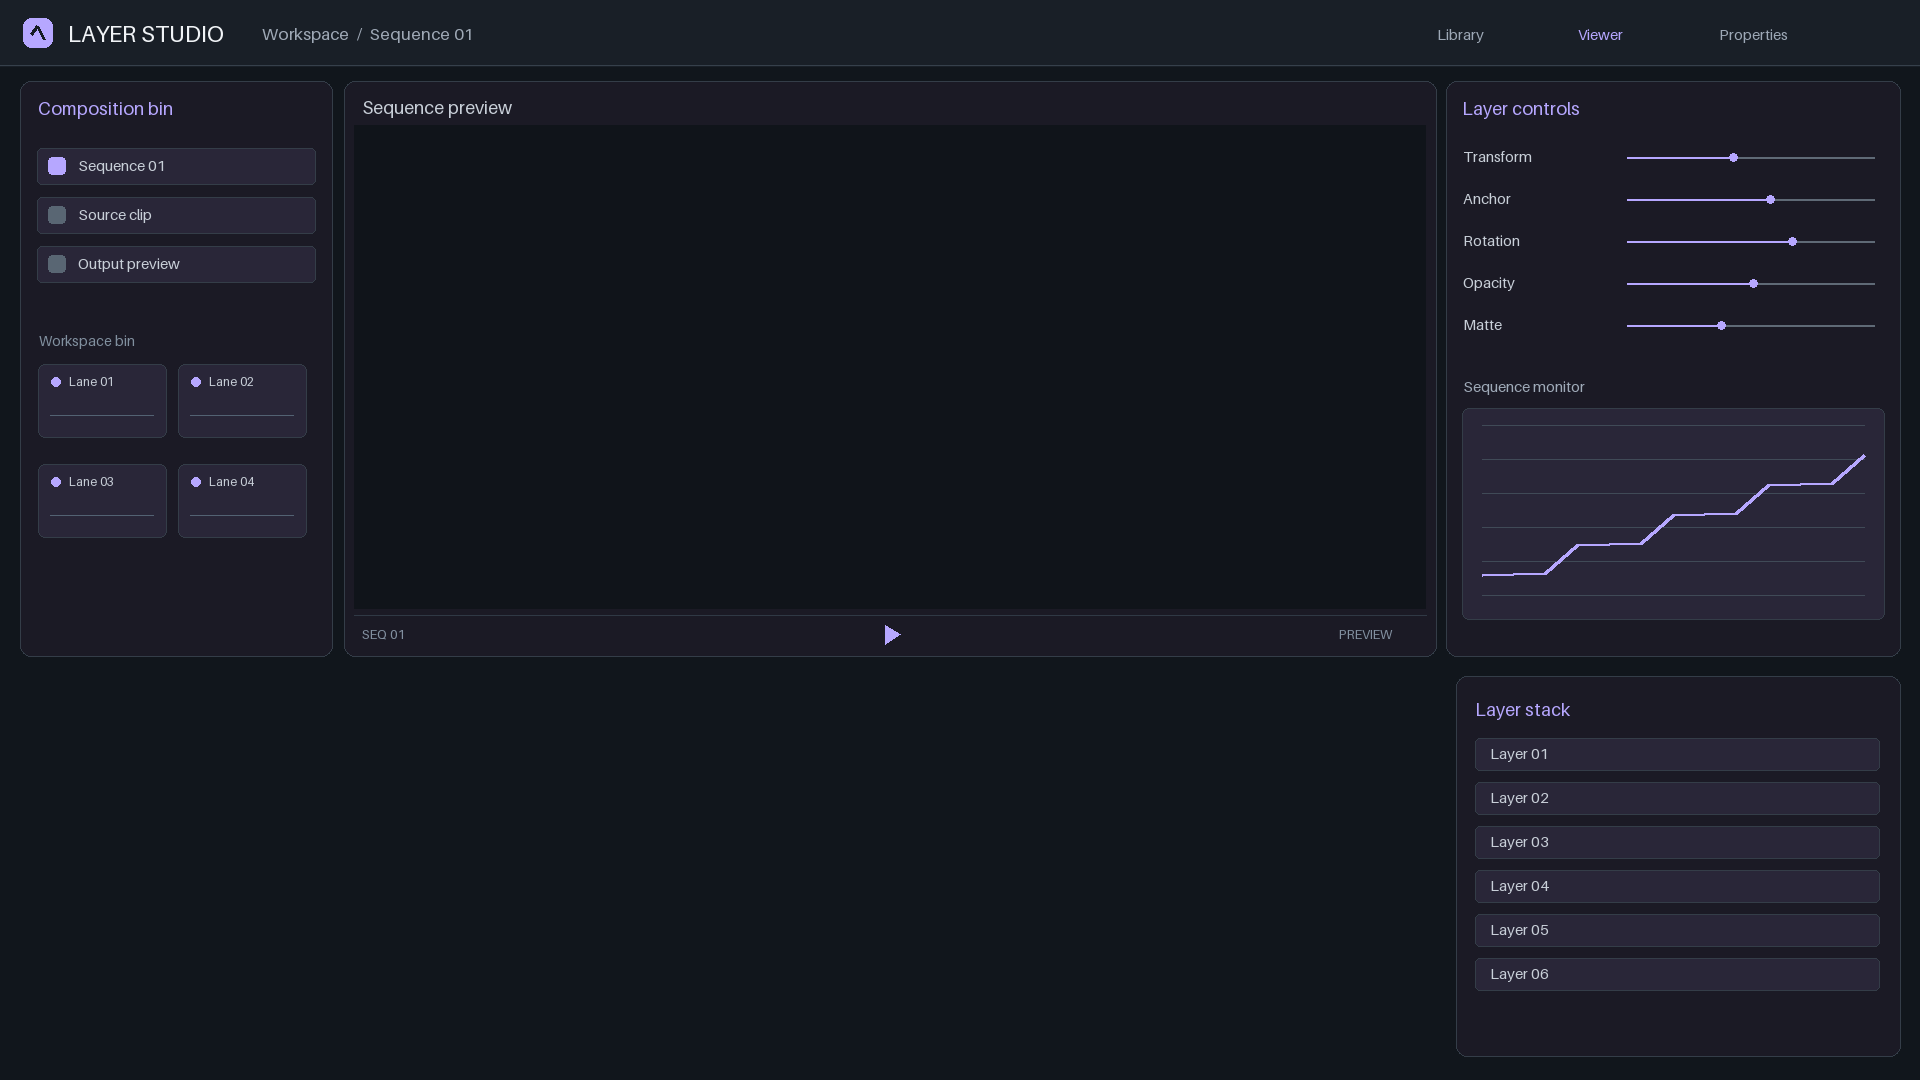 LAYER STUDIO
Workspace / Sequence 01
Library
Viewer
Properties
Composition bin
Sequence 01
Source clip
Output preview
Workspace bin
Lane 01
Lane 02
Lane 03
Lane 04
Sequence preview
SEQ 01
PREVIEW
Layer controls
Transform
Anchor
Rotation
Opacity
Matte
Sequence monitor
Layer stack
Layer 01
Layer 02
Layer 03
Layer 04
Layer 05
Layer 06